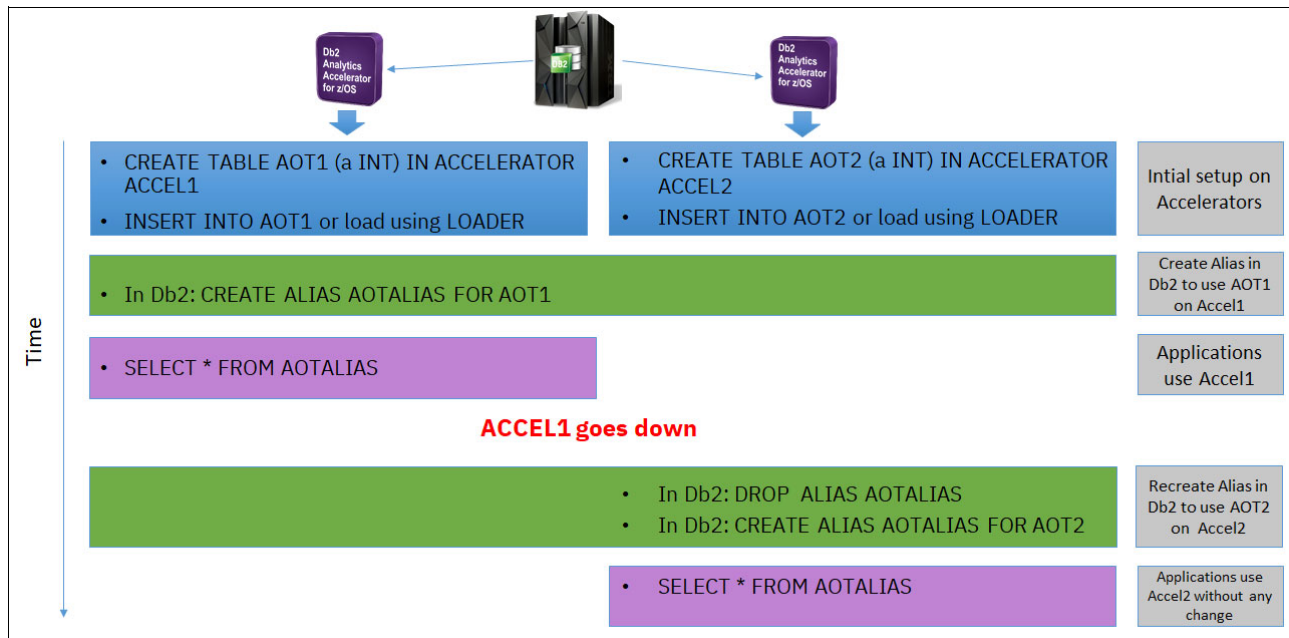 Db2
Analytics
Accelerator
for z/OS
DB2
Db2
Analytics
Accelerator
for z/OS
Time
• CREATE TABLE AOT1 (a INT) IN ACCELERATOR
ACCEL1
• INSERT INTO AOT1 or load using LOADER
• CREATE TABLE AOT2 (a INT) IN ACCELERATOR
ACCEL2
• INSERT INTO AOT2 or load using LOADER
Intial setup on
Accelerators
• In Db2: CREATE ALIAS AOTALIAS FOR AOT1
Create Alias in
Db2 to use AOT1
on Accel1
• SELECT * FROM AOTALIAS
Applications
use Accel1
ACCEL1 goes down
• In Db2: DROP ALIAS AOTALIAS
• In Db2: CREATE ALIAS AOTALIAS FOR AOT2
Recreate Alias in
Db2 to use AOT2
on Accel2
• SELECT * FROM AOTALIAS
Applications use
Accel2 without any
change